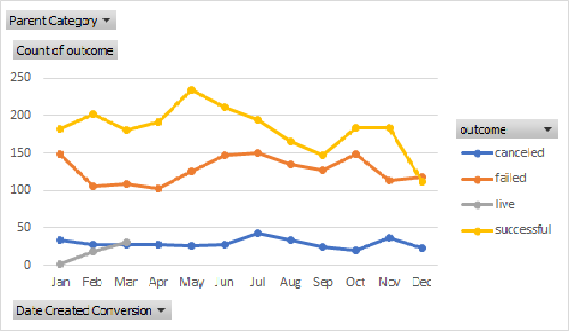 Parent Category
Count of outcome
250
200
150
100
50
0
Jan Feb Mar Apr May Jun Jul Aug Sep Oct Nov Dec
outcome
canceled
failed
live
successful
Date Created Conversion